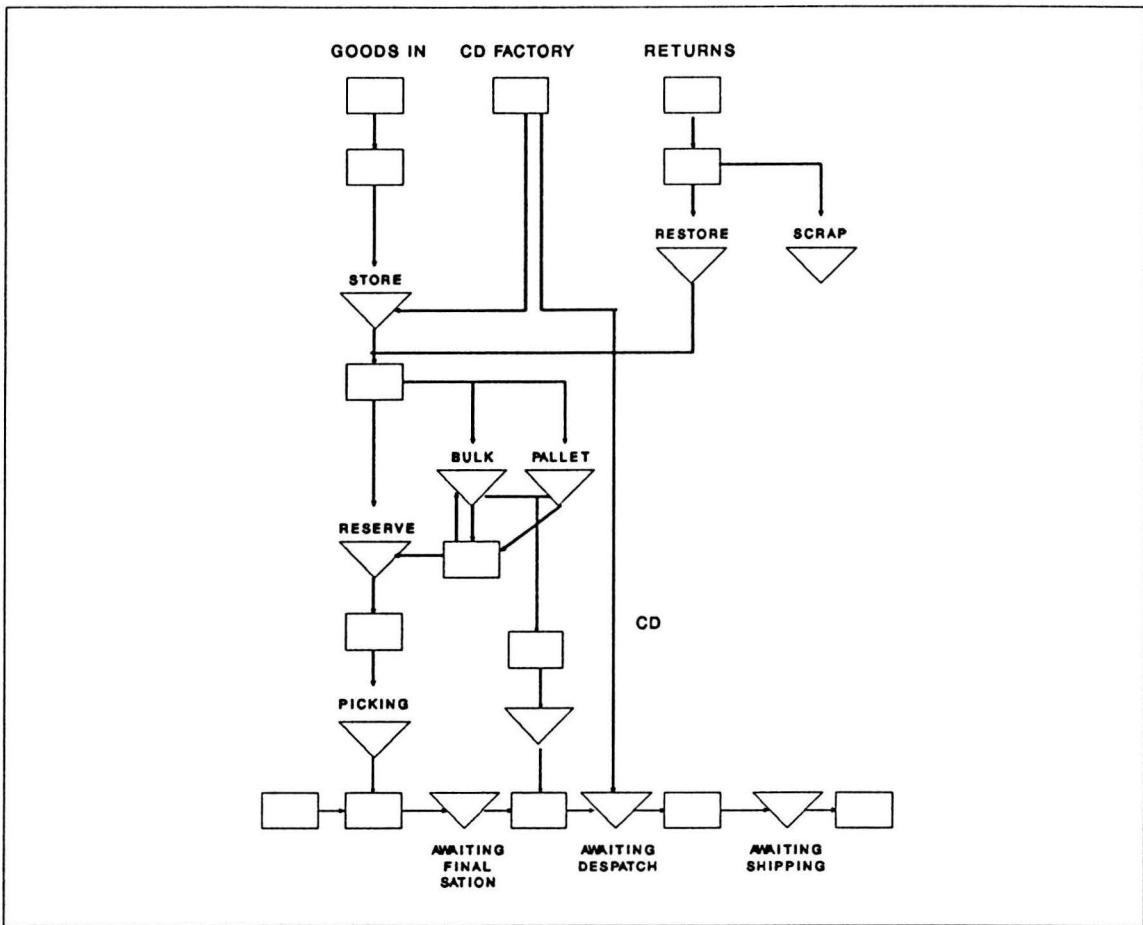 GOODS IN
CD FACTORY
RETURNS
RESTORE
SCRAP
STORE
BULK
PALLET
RESERVE
CD
PICKING
AWAITING
FINAL
SATION
AWAITING
DESPATCH
AWAITING
SHIPPING